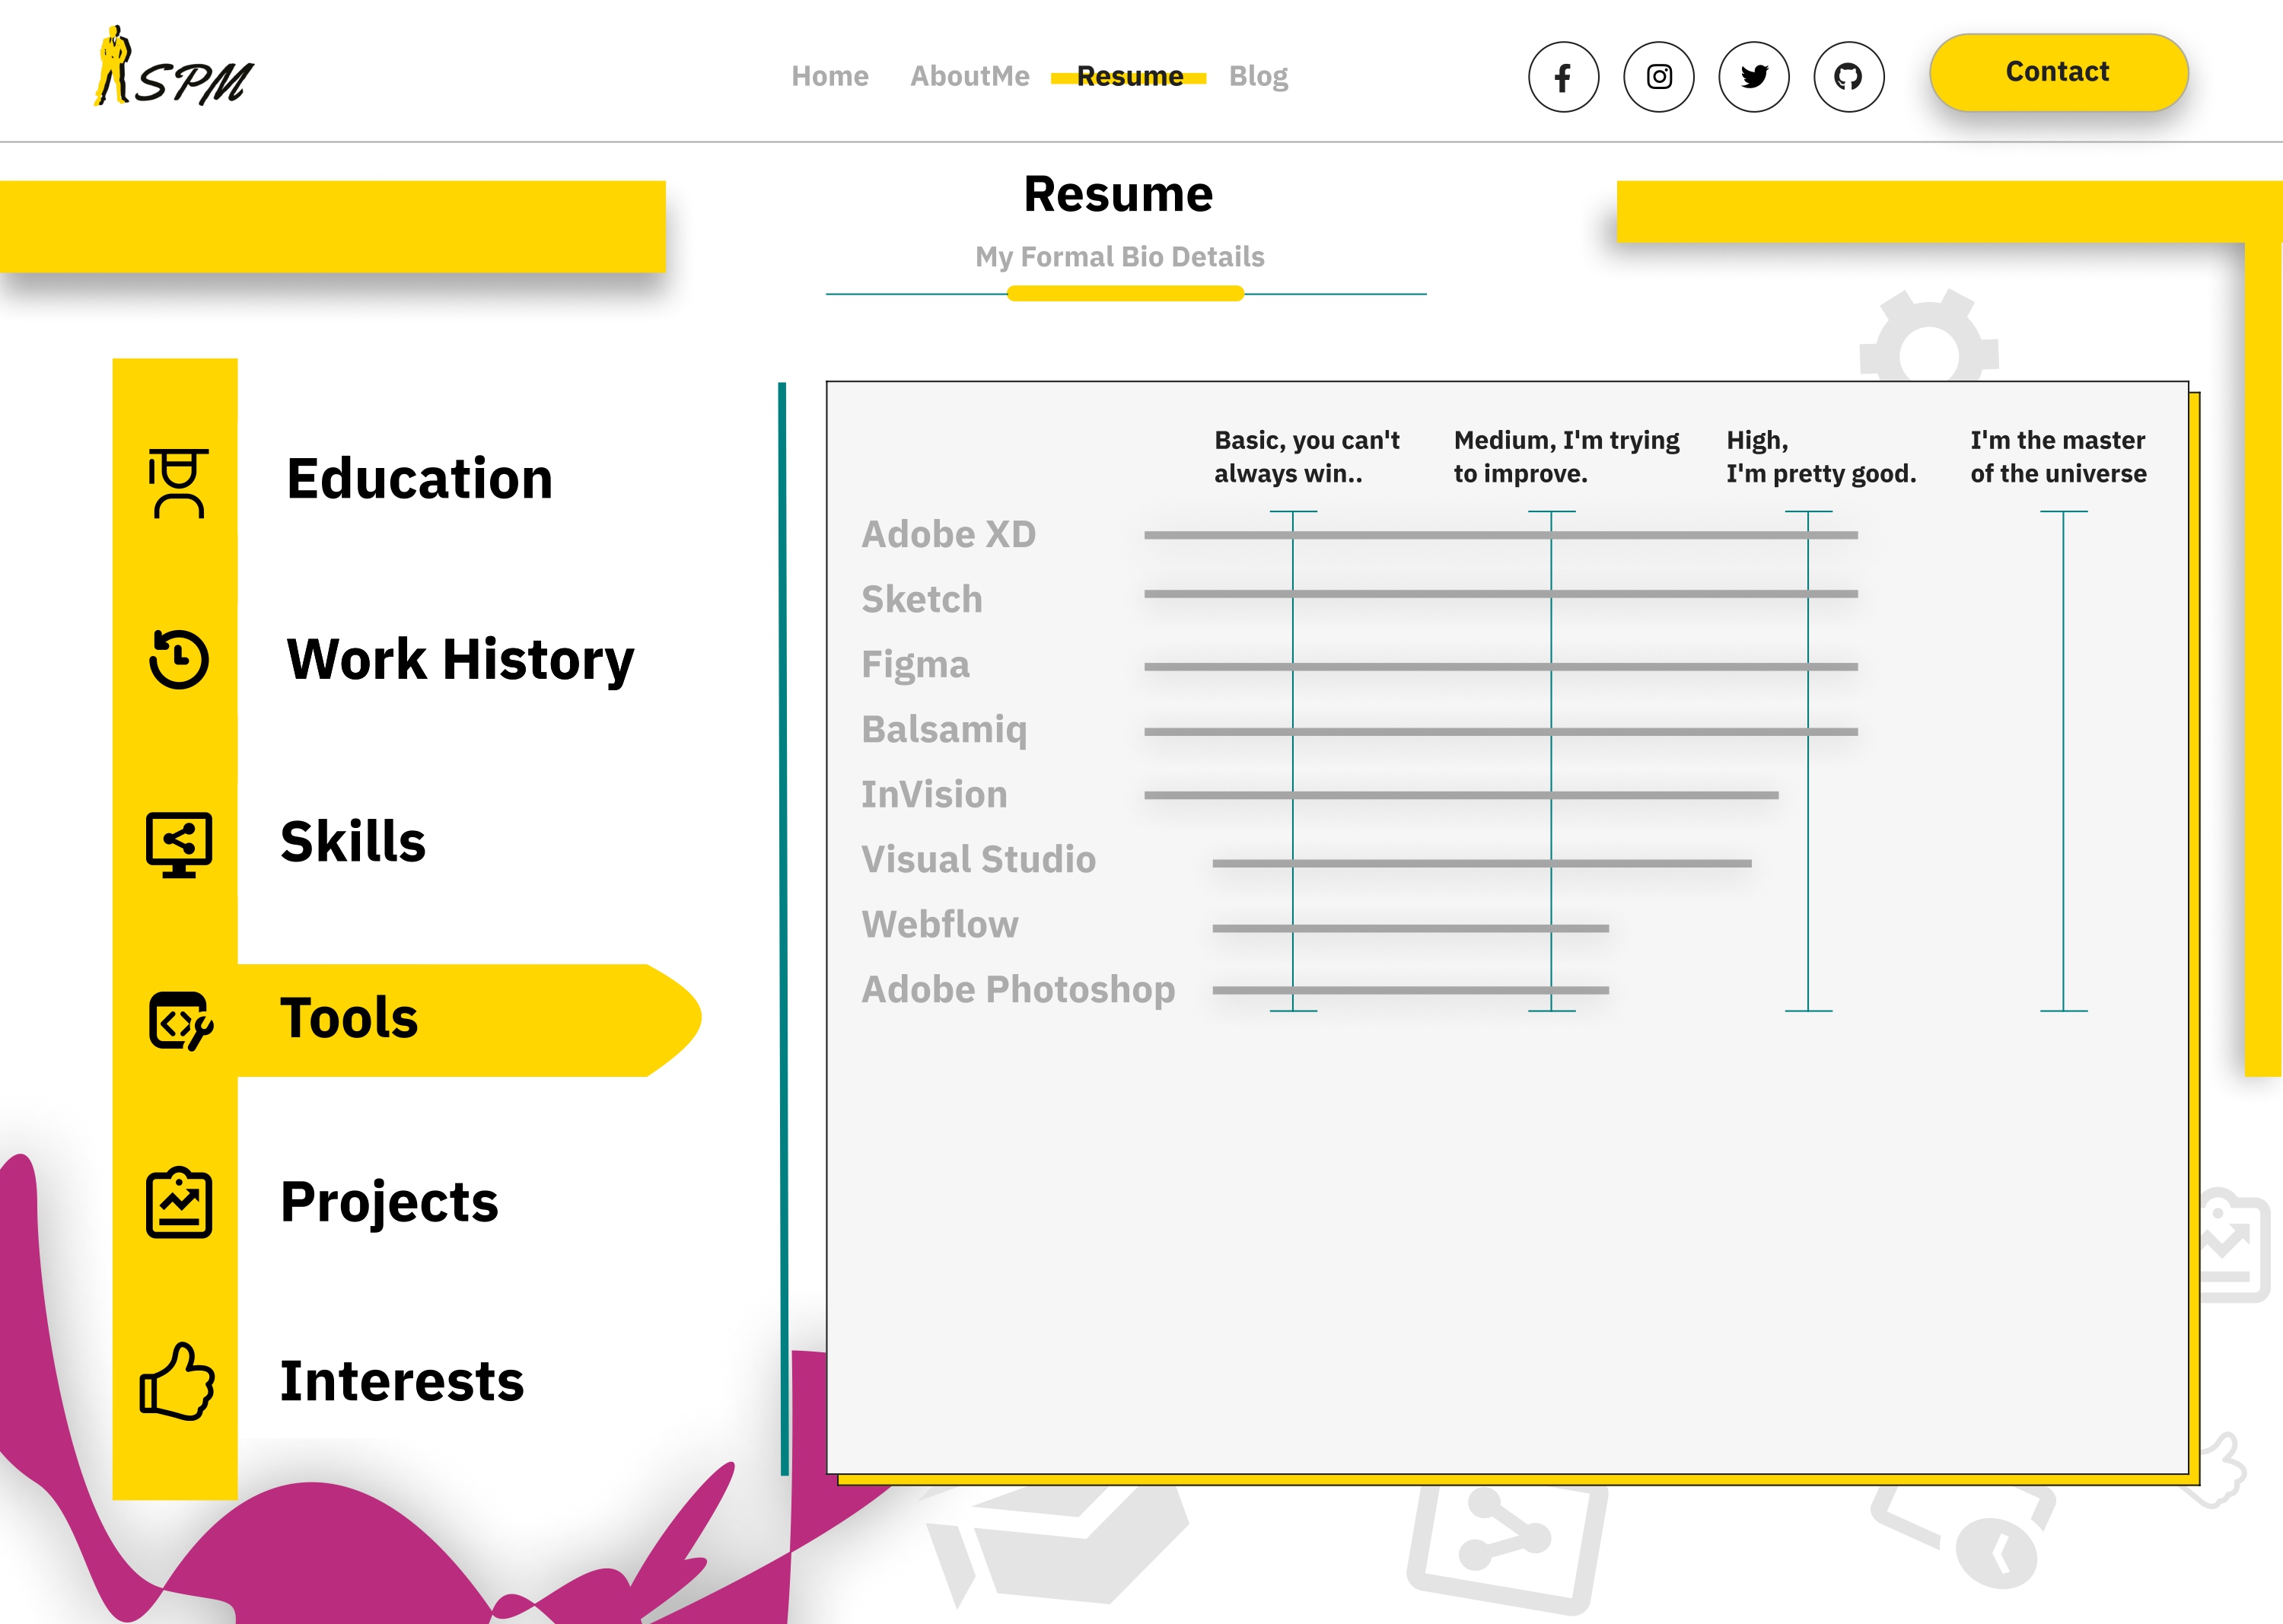 SPM
Home AboutMe Resume Blog
Contact
Resume
My Formal Bio Details
Education
Work History
Skills
Tools
Projects
Interests
Basic, you can't
always win..
Medium, I'm trying
to improve.
High,
I'm pretty good.
I'm the master
of the universe
Adobe XD
Sketch
Figma
Balsamiq
InVision
Visual Studio
Webflow
Adobe Photoshop